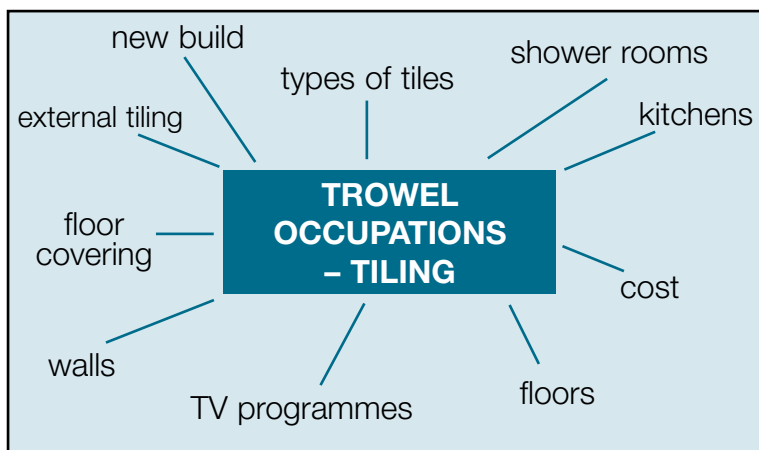 new build
types of tiles
shower rooms
external tiling
kitchens
TROWEL
OCCUPATIONS
– TILING
floor
covering
cost
walls
TV programmes
floors